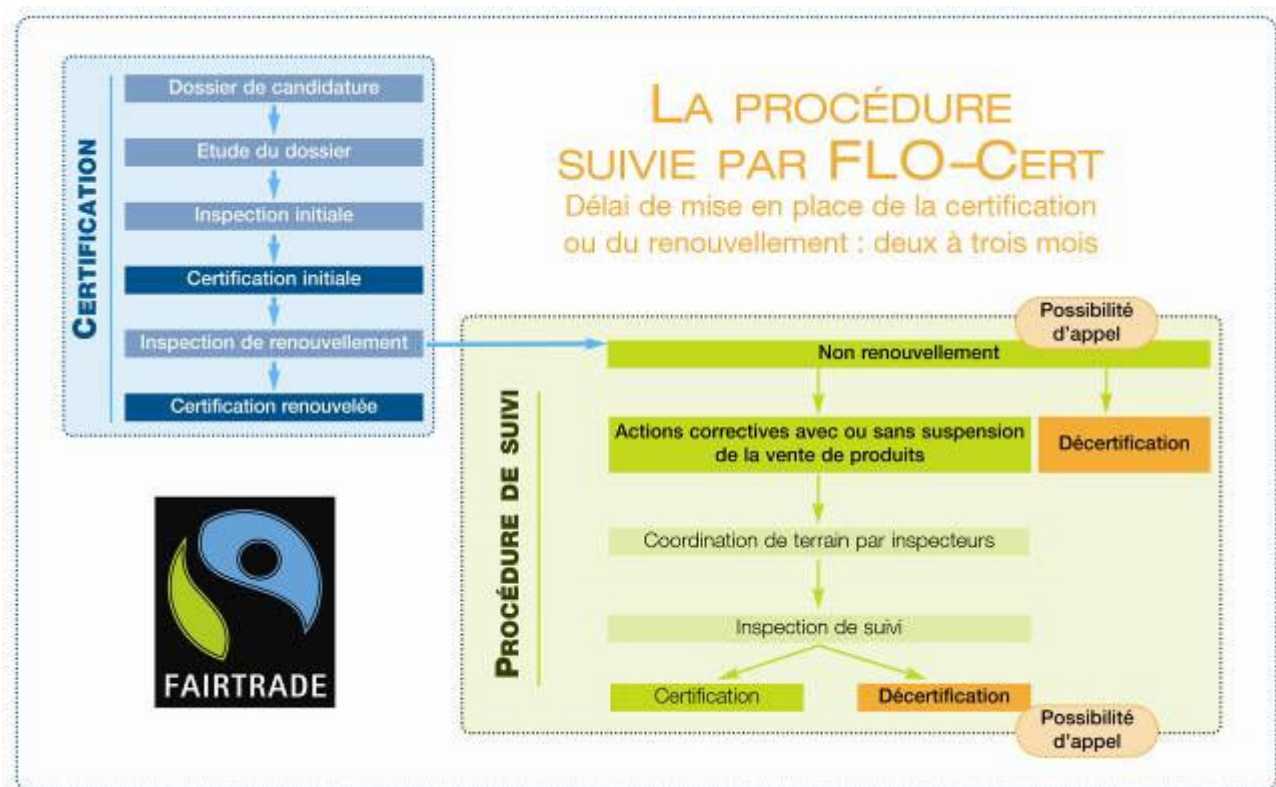 LA PROCÉDURE
SUIVIE PAR FLO-CERT
Délai de mise en place de la certification
ou du renouvellement : deux à trois mois
CERTIFICATION
Dossier de candidature
Etude du dossier
Inspection initiale
Certification initiale
Inspection de renouvellement
Certification renouvelée
PROCÉDURE DE SUIVI
Possibilité
d'appel
Non renouvellement
Actions correctives avec ou sans suspension
de la vente de produits
Décertification
Coordination de terrain par inspecteurs
Inspection de suivi
Certification
Décertification
Possibilité
d'appel
FAIRTRADE